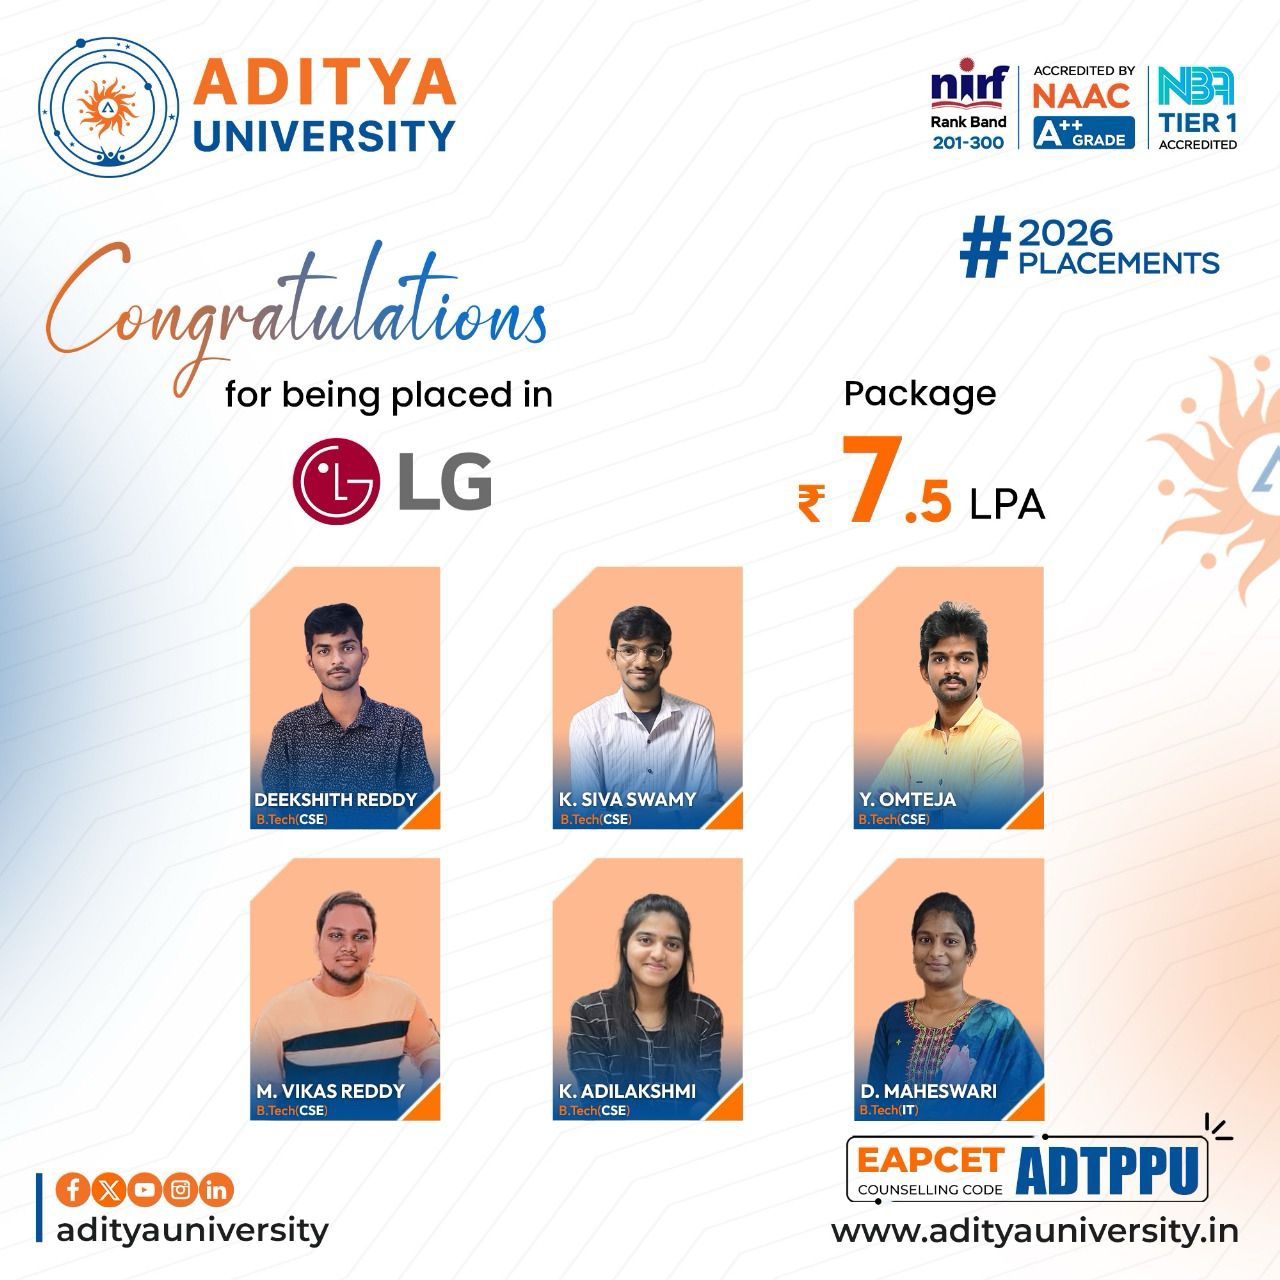 ADITYA
UNIVERSITY
nirf
Rank Band
201-300
ACCREDITED BY
NAAC
A++ GRADE
NBA
TIER 1
ACCREDITED
#2026
PLACEMENTS
Congratulations
for being placed in
LG
Package
₹ 7.5 LPA
DEEKSHITH REDDY
B.Tech(CSE)
K. SIVA SWAMY
B.Tech(CSE)
Y. OMTEJA
B.Tech(CSE)
M. VIKAS REDDY
B.Tech(CSE)
K. ADILAKSHMI
B.Tech(CSE)
D. MAHESWARI
B.Tech(IT)
EAPCET
COUNSELLING CODE
ADTPPU
adityauniversity
www.adityauniversity.in